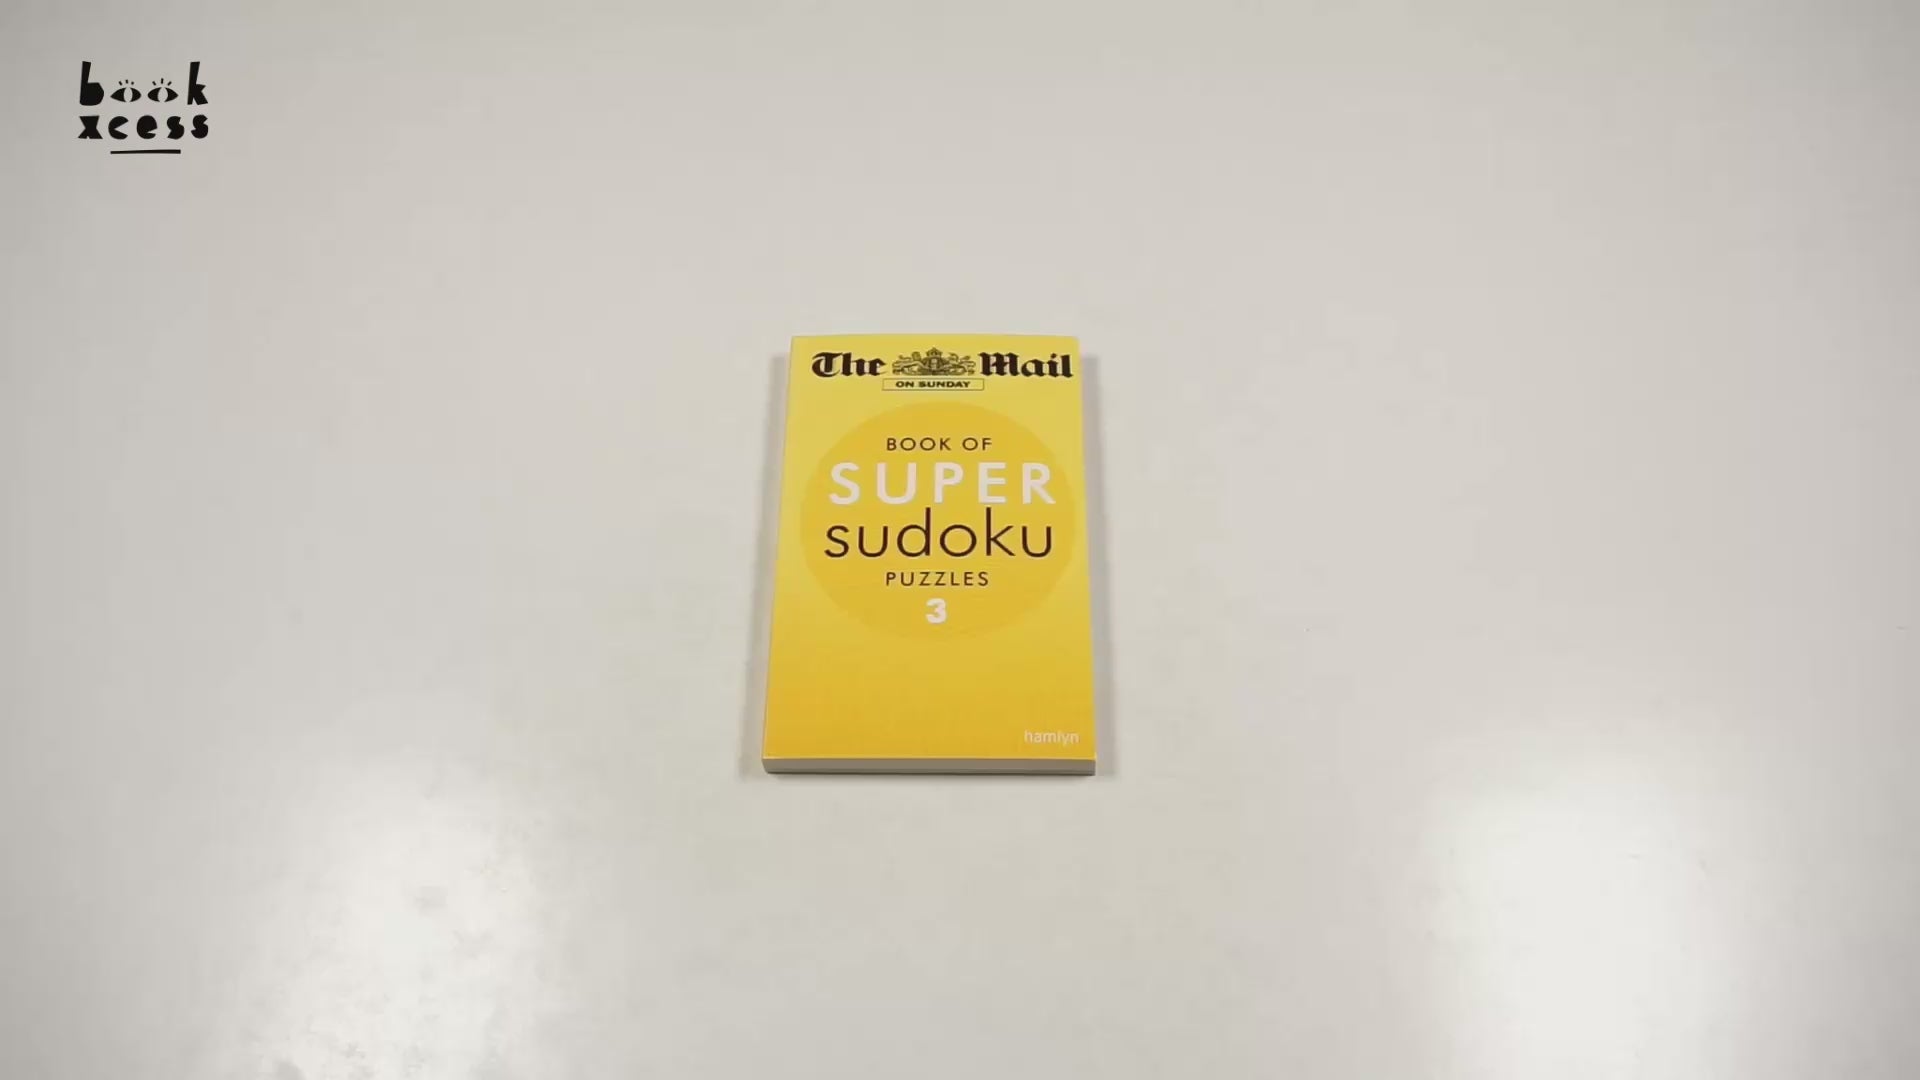 book
xcess
The Mail
ON SUNDAY
BOOK OF
SUPER
sudoku
PUZZLES
3
hamlyn